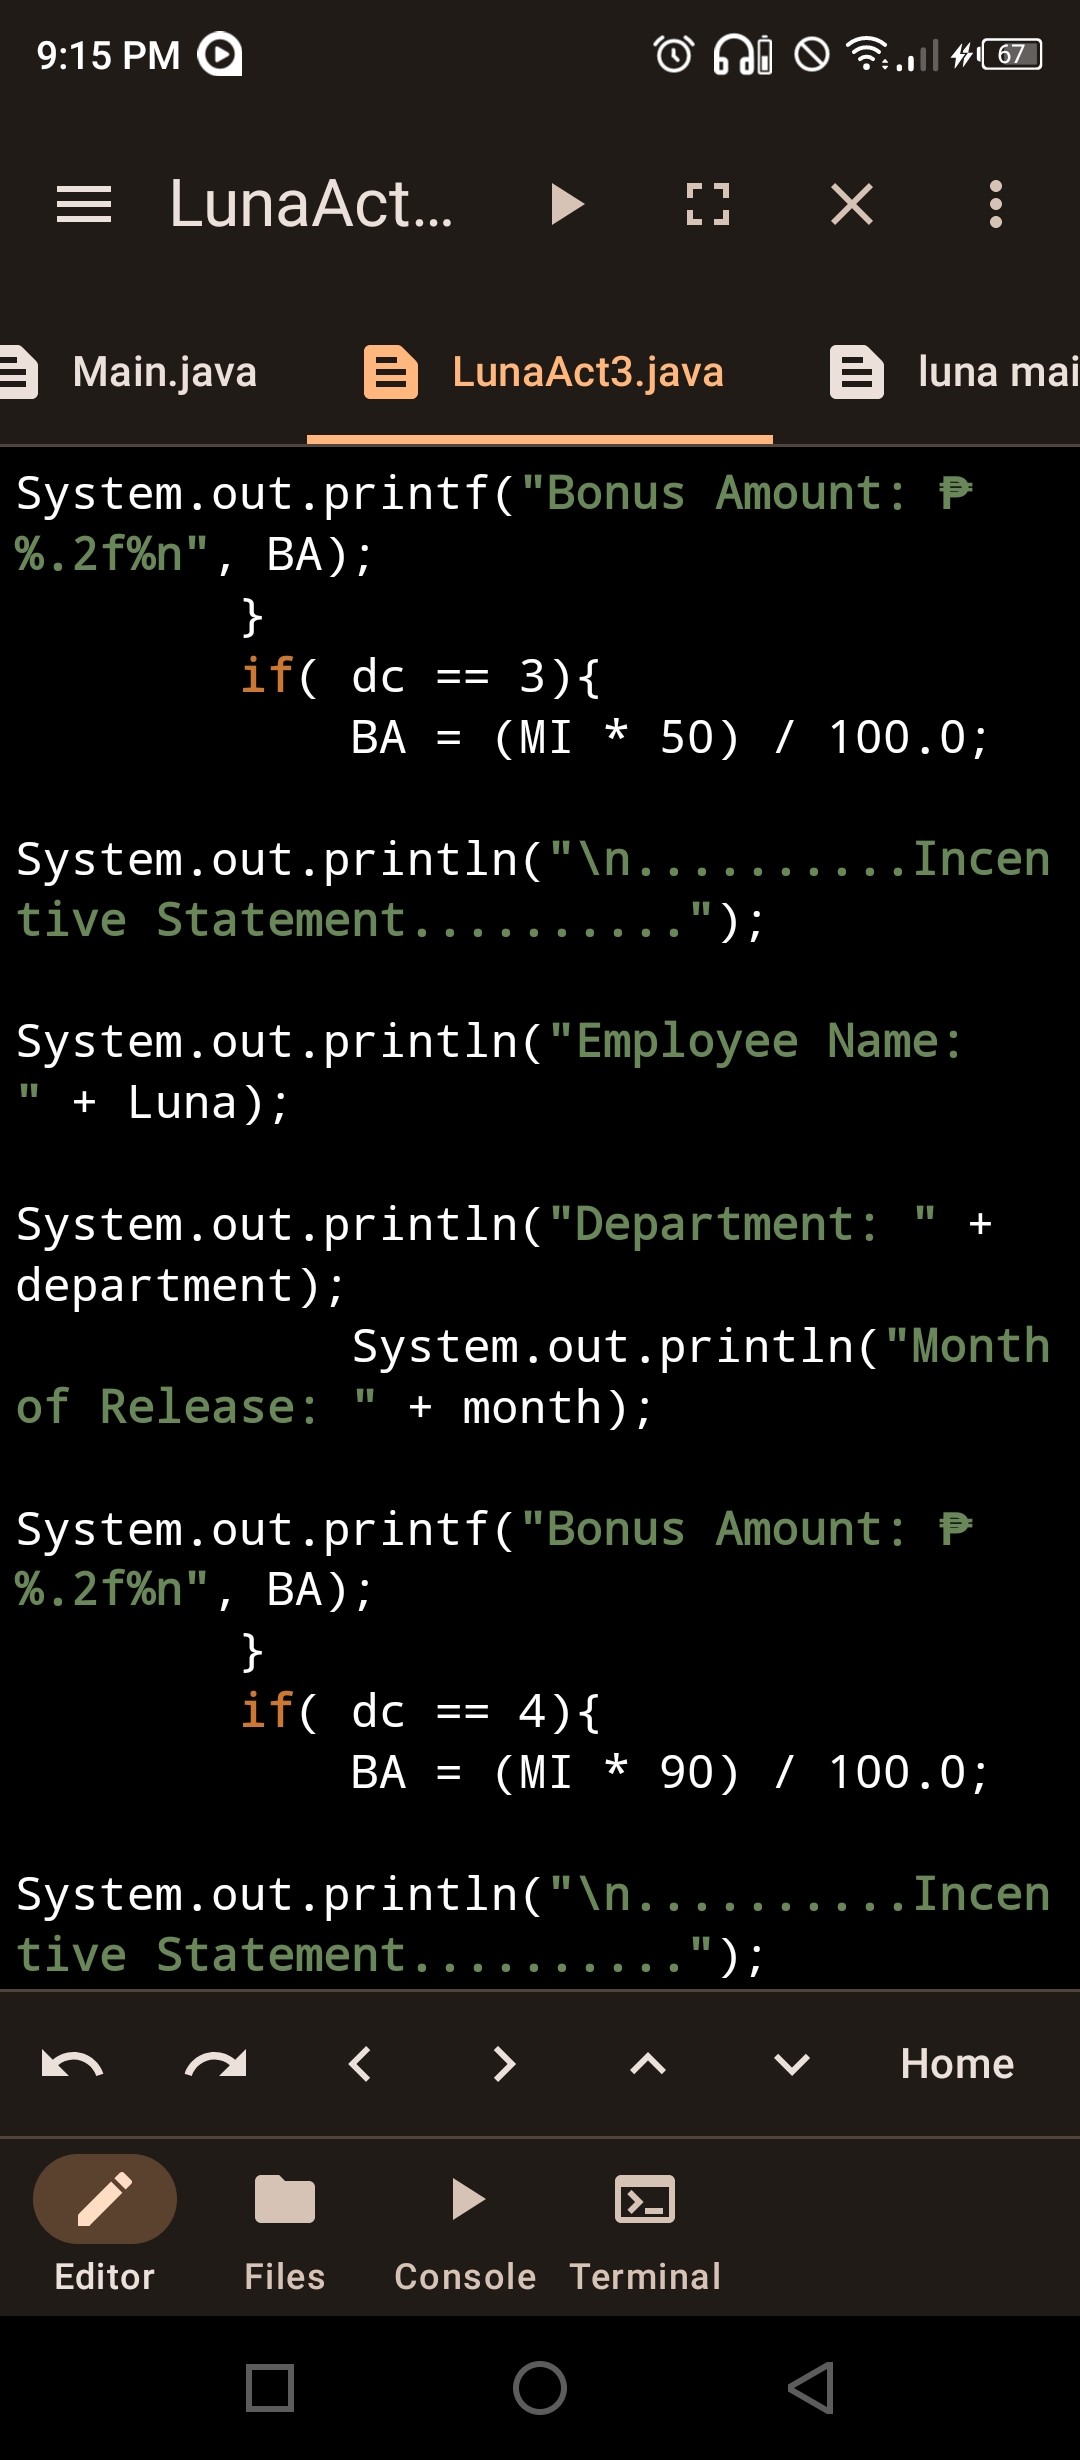 9:15 PM
67
LunaAct...
Main.java LunaAct3.java luna mai
System.out.printf("Bonus Amount: ₱
%.2f%n", BA);
}
if( dc == 3){
BA = (MI * 50) / 100.0;
System.out.println("\n..........Incen
tive Statement..........");
System.out.println("Employee Name:
" + Luna);
System.out.println("Department: " +
department);
System.out.println("Month
of Release: " + month);
System.out.printf("Bonus Amount: ₱
%.2f%n", BA);
}
if( dc == 4){
BA = (MI * 90) / 100.0;
System.out.println("\n..........Incen
tive Statement..........");
Home
Editor Files Console Terminal